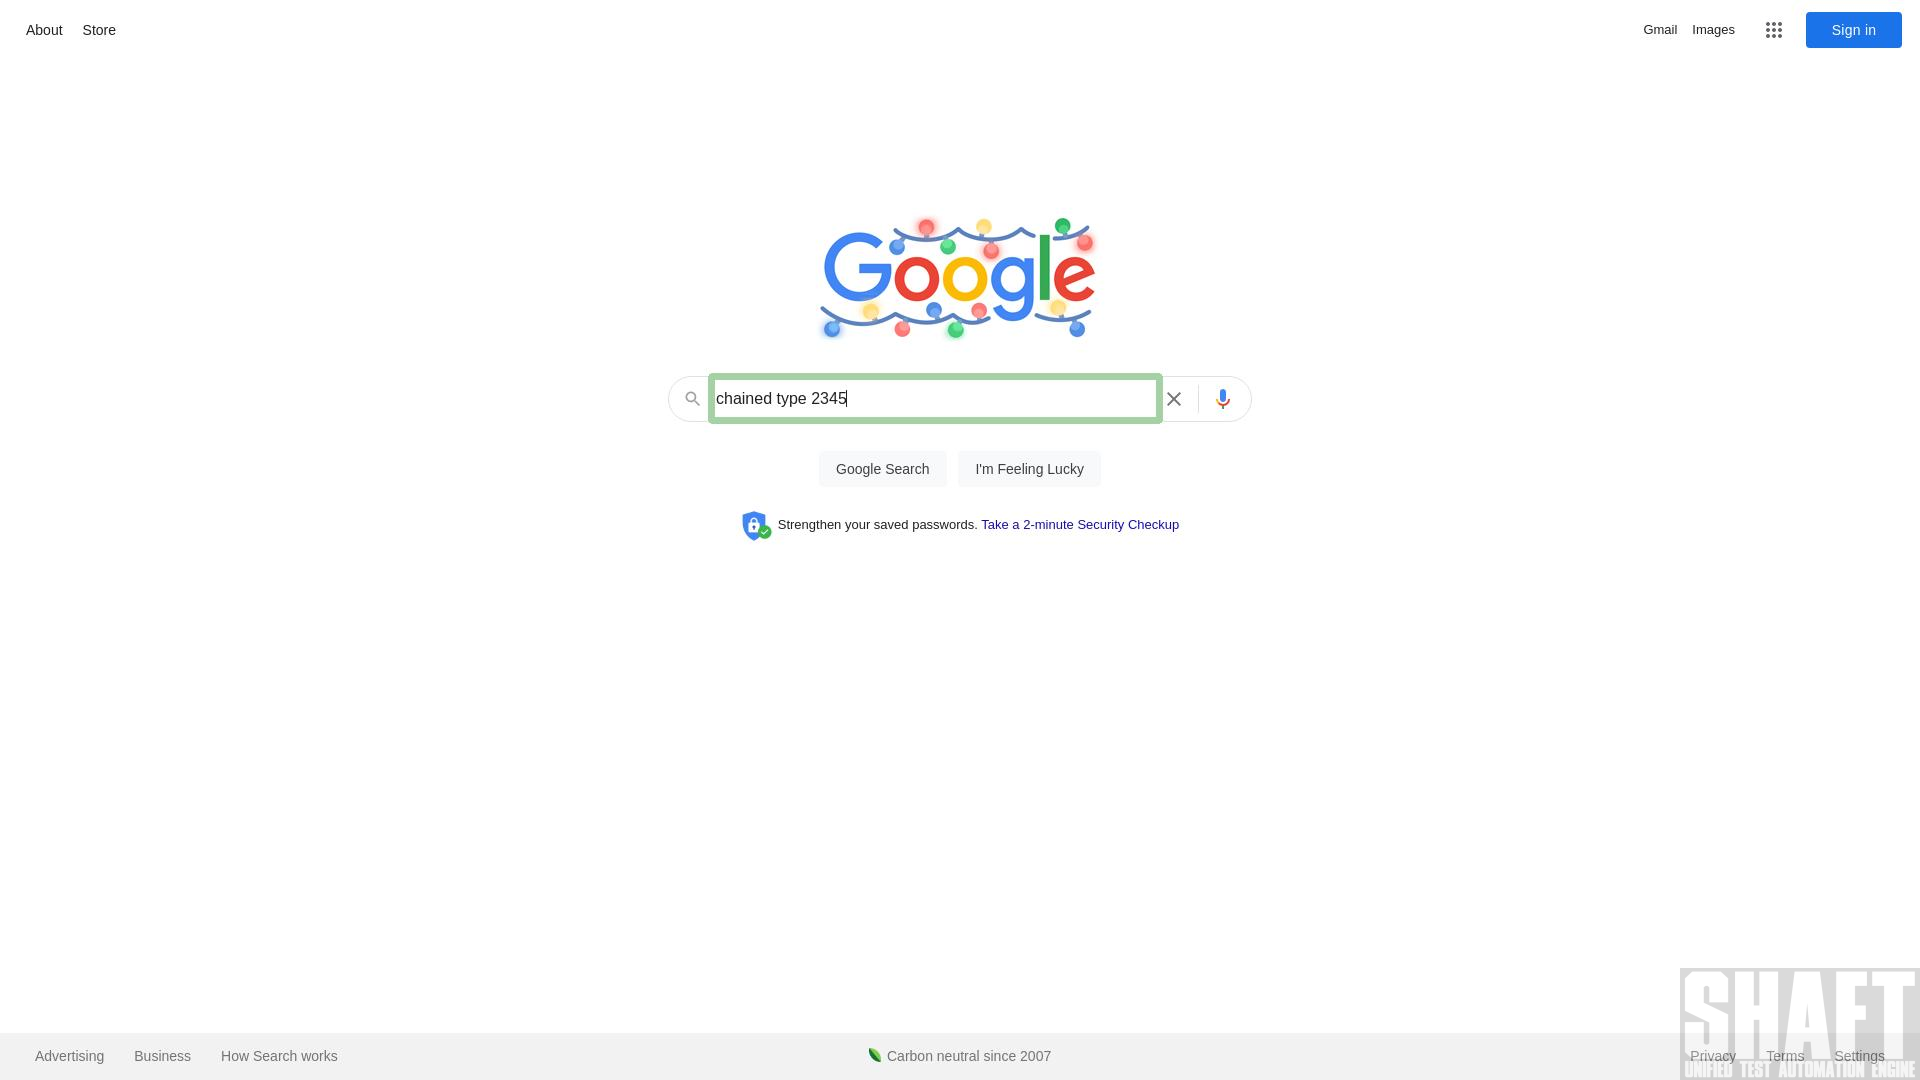 About Store
Gmail Images Sign in
Google
chained type 2345
Google Search I'm Feeling Lucky
Strengthen your saved passwords. Take a 2-minute Security Checkup
SHAFT
Advertising Business How Search works
Carbon neutral since 2007
Privacy Terms Settings
UNIFIED TEST AUTOMATION ENGINE